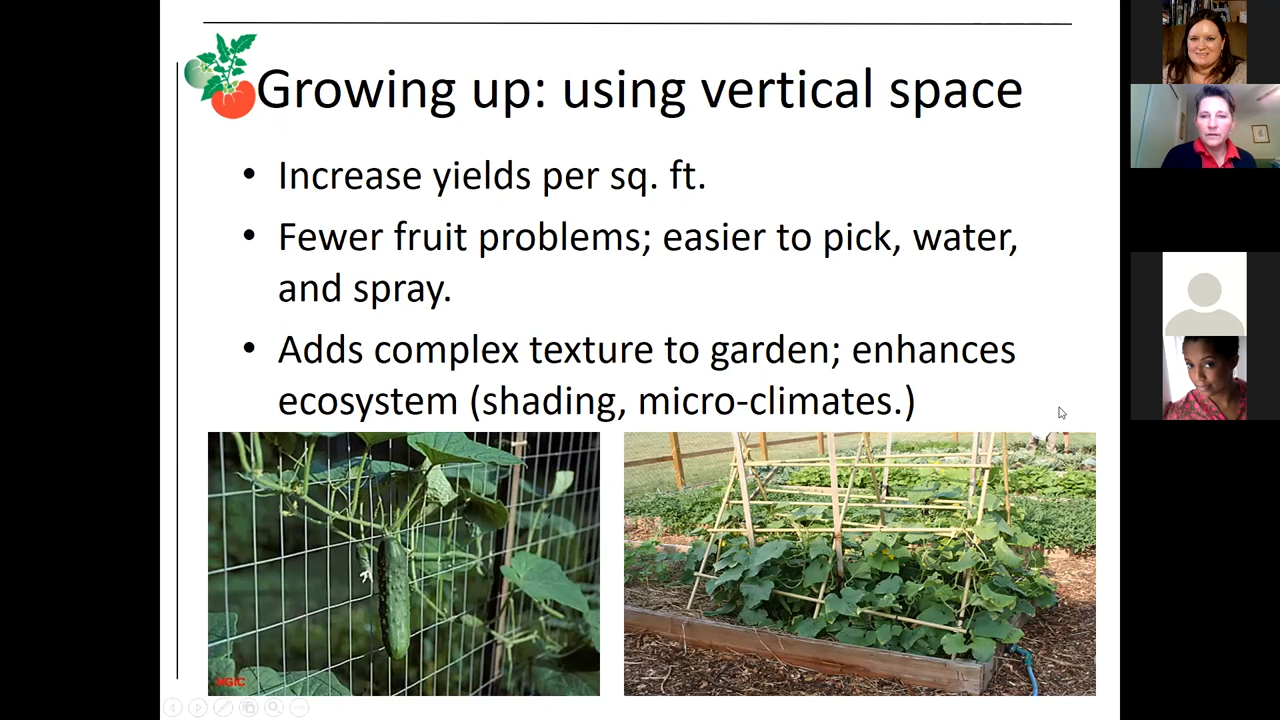 Growing up: using vertical space
• Increase yields per sq. ft.
• Fewer fruit problems; easier to pick, water,
and spray.
• Adds complex texture to garden; enhances
ecosystem (shading, micro-climates.)
HGIC